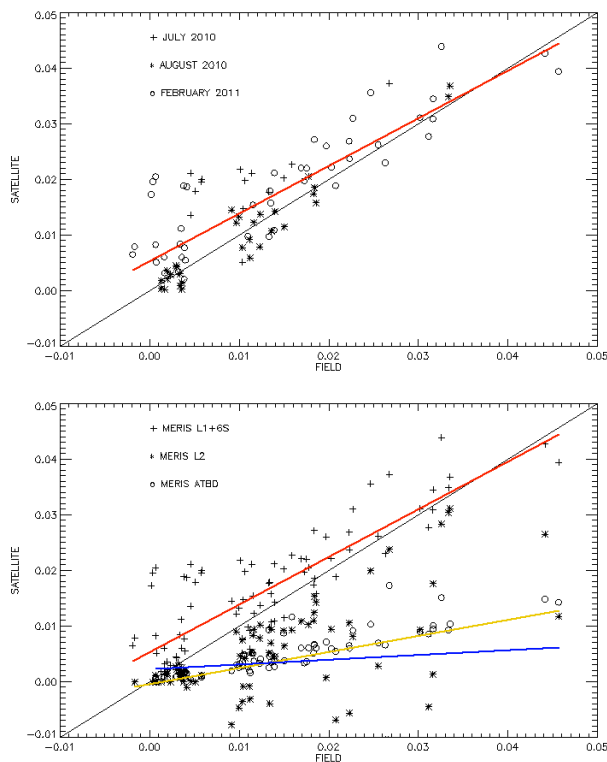 0.05
0.04
0.03
0.02
0.01
0.00
-0.01
SATELLITE
+ JULY 2010
* AUGUST 2010
o FEBRUARY 2011
-0.01 0.00 0.01 0.02 0.03 0.04 0.05
FIELD
0.05
0.04
0.03
0.02
0.01
0.00
-0.01
SATELLITE
+ MERIS L1+6S
* MERIS L2
o MERIS ATBD
-0.01 0.00 0.01 0.02 0.03 0.04 0.05
FIELD